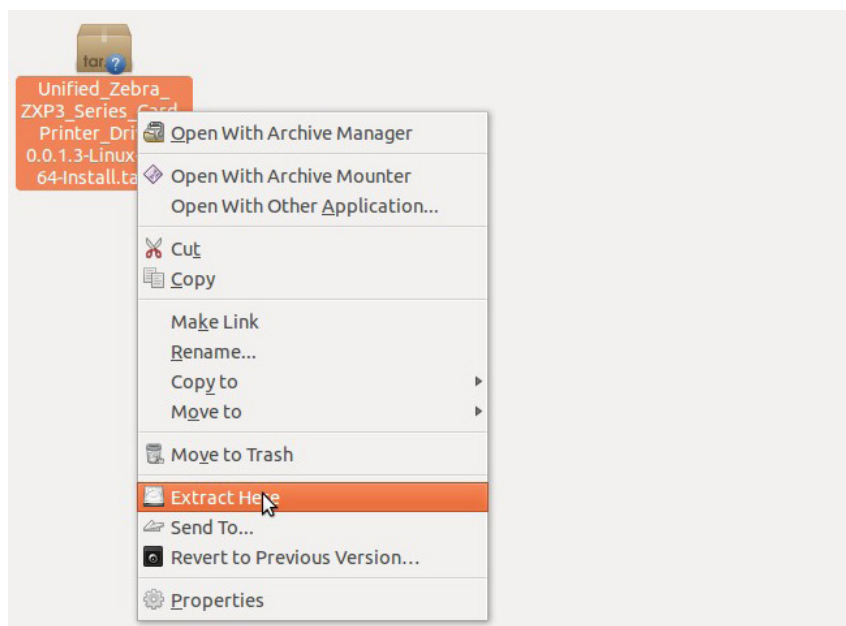 tar
Unified_Zebra_
ZXP3_Series_Card
Printer_Dri
0.0.1.3-Linux-
64-Install.ta
Open With Archive Manager
Open With Archive Mounter
Open With Other Application...
Cut
Copy
Make Link
Rename...
Copy to
Move to
Move to Trash
Extract Here
Send To...
Revert to Previous Version...
Properties